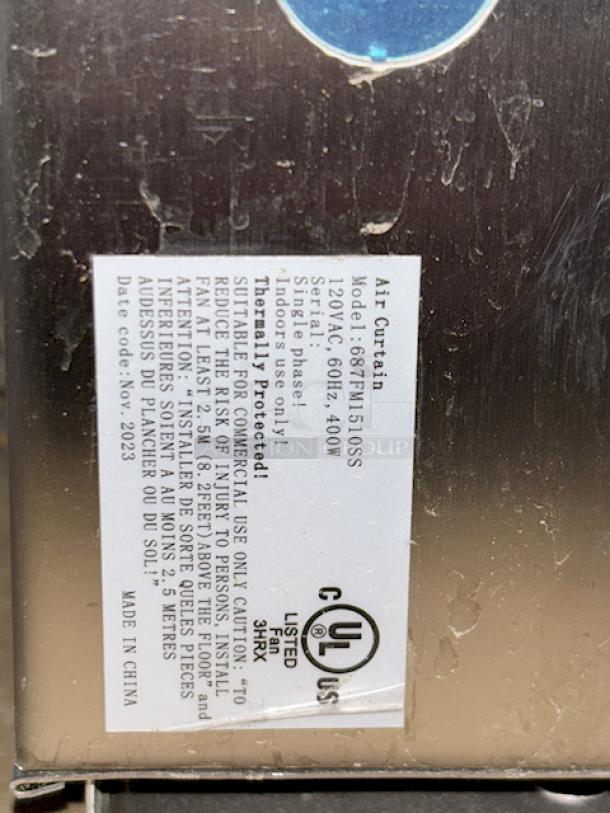 Air Curtain
Model:687FM1510SS
120VAC, 60Hz, 400W
Serial:
Single phase!
Indoors use only!
Thermally Protected!
SUITABLE FOR COMMERCIAL USE ONLY CAUTION: "TO
REDUCE THE RISK OF INJURY TO PERSONS, INSTALL
FAN AT LEAST 2.5M (8.2FEET) ABOVE THE FLOOR" and
ATTENTION: "INSTALLER DE SORTE QUELES PIECES
INFERIEURES SOIENT A AU MOINS 2.5 METRES
AUDESSUS DU PLANCHER OU DU SOL!"
Date code:Nov. 2023 MADE IN CHINA
C UL ® US
LISTED
Fan
3HRX